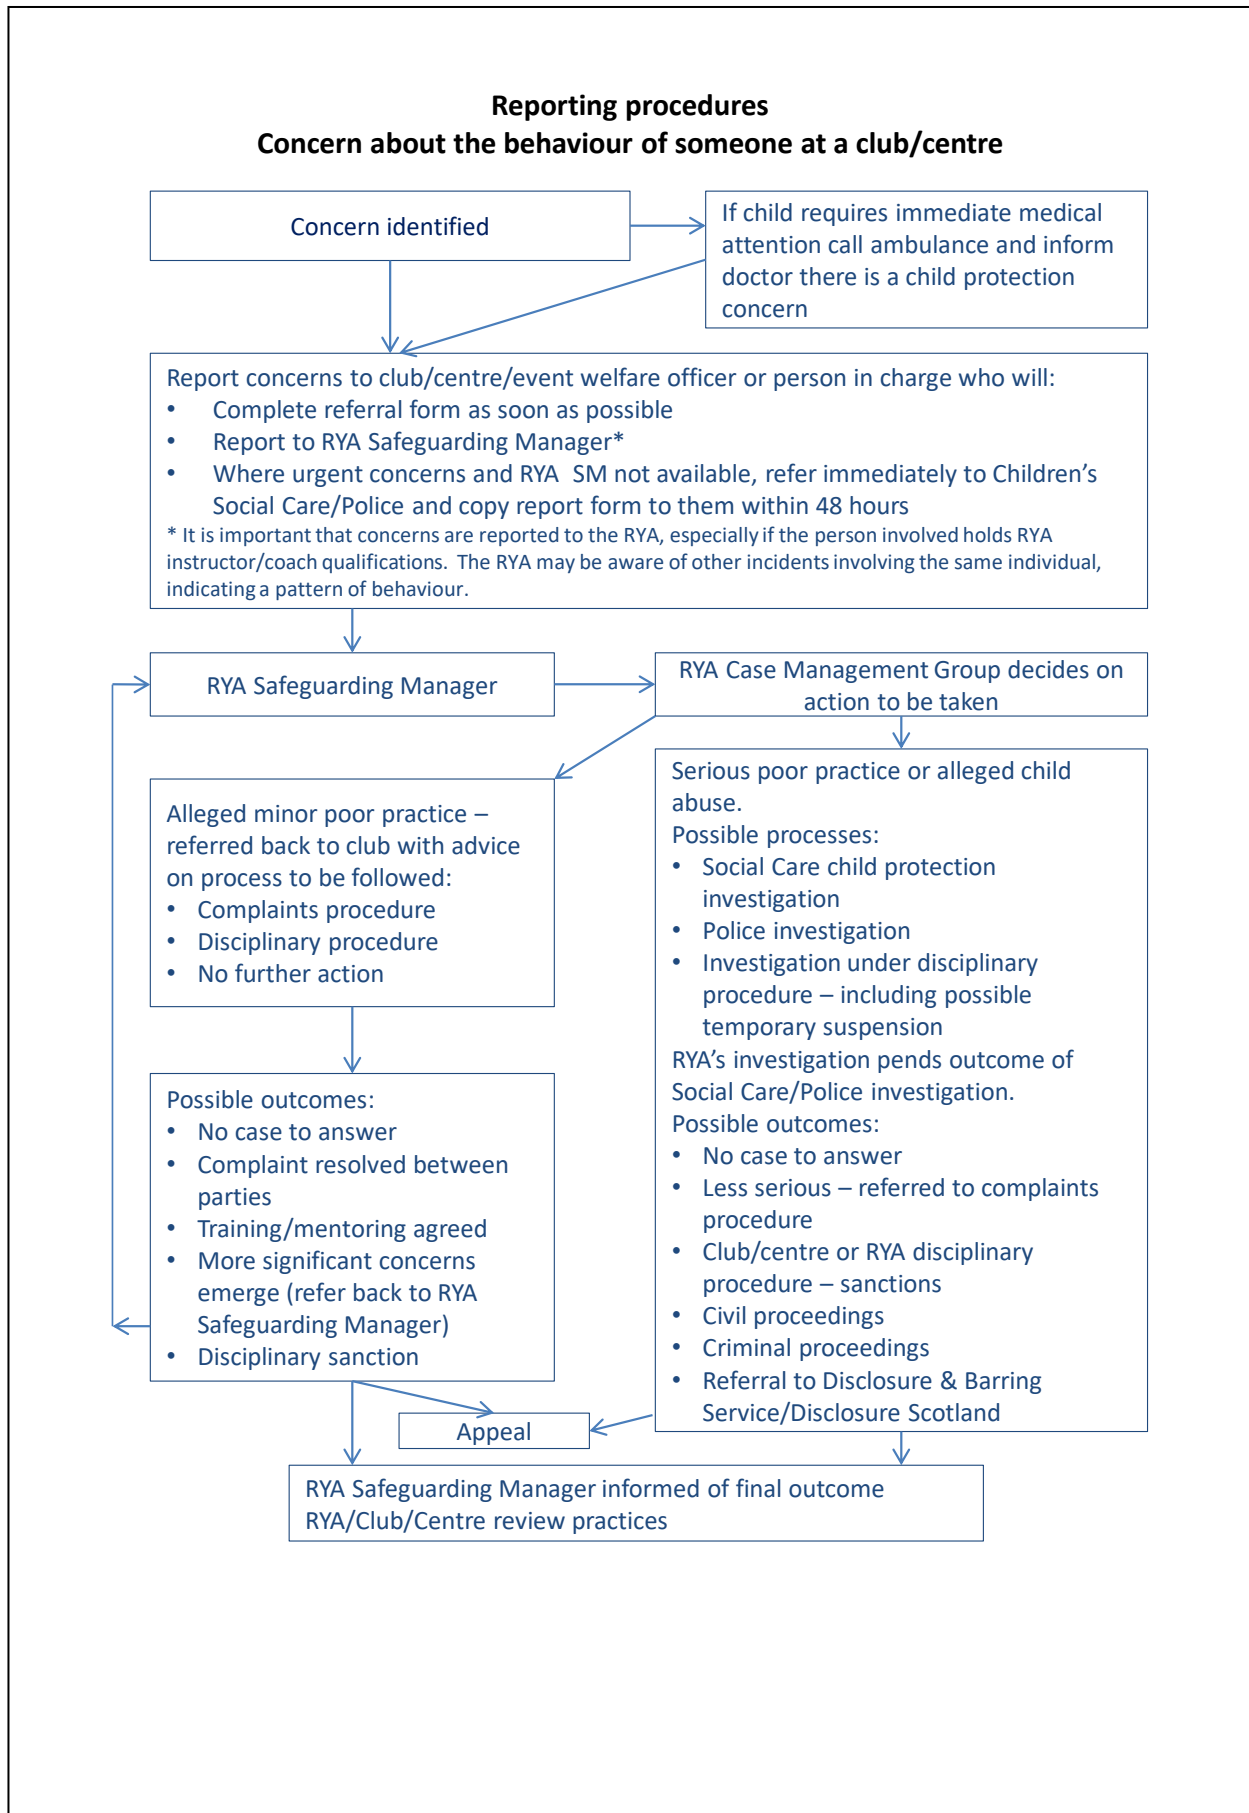 Reporting procedures
Concern about the behaviour of someone at a club/centre
Concern identified
If child requires immediate medical
attention call ambulance and inform
doctor there is a child protection
concern
Report concerns to club/centre/event welfare officer or person in charge who will:
• Complete referral form as soon as possible
• Report to RYA Safeguarding Manager*
• Where urgent concerns and RYA SM not available, refer immediately to Children's
Social Care/Police and copy report form to them within 48 hours
* It is important that concerns are reported to the RYA, especially if the person involved holds RYA
instructor/coach qualifications. The RYA may be aware of other incidents involving the same individual,
indicating a pattern of behaviour.
RYA Safeguarding Manager
RYA Case Management Group decides on
action to be taken
Alleged minor poor practice –
referred back to club with advice
on process to be followed:
• Complaints procedure
• Disciplinary procedure
• No further action
Serious poor practice or alleged child
abuse.
Possible processes:
• Social Care child protection
investigation
• Police investigation
• Investigation under disciplinary
procedure – including possible
temporary suspension
RYA's investigation pends outcome of
Social Care/Police investigation.
Possible outcomes:
• No case to answer
• Less serious – referred to complaints
procedure
• Club/centre or RYA disciplinary
procedure – sanctions
• Civil proceedings
• Criminal proceedings
• Referral to Disclosure & Barring
Service/Disclosure Scotland
Possible outcomes:
• No case to answer
• Complaint resolved between
parties
• Training/mentoring agreed
• More significant concerns
emerge (refer back to RYA
Safeguarding Manager)
• Disciplinary sanction
Appeal
RYA Safeguarding Manager informed of final outcome
RYA/Club/Centre review practices